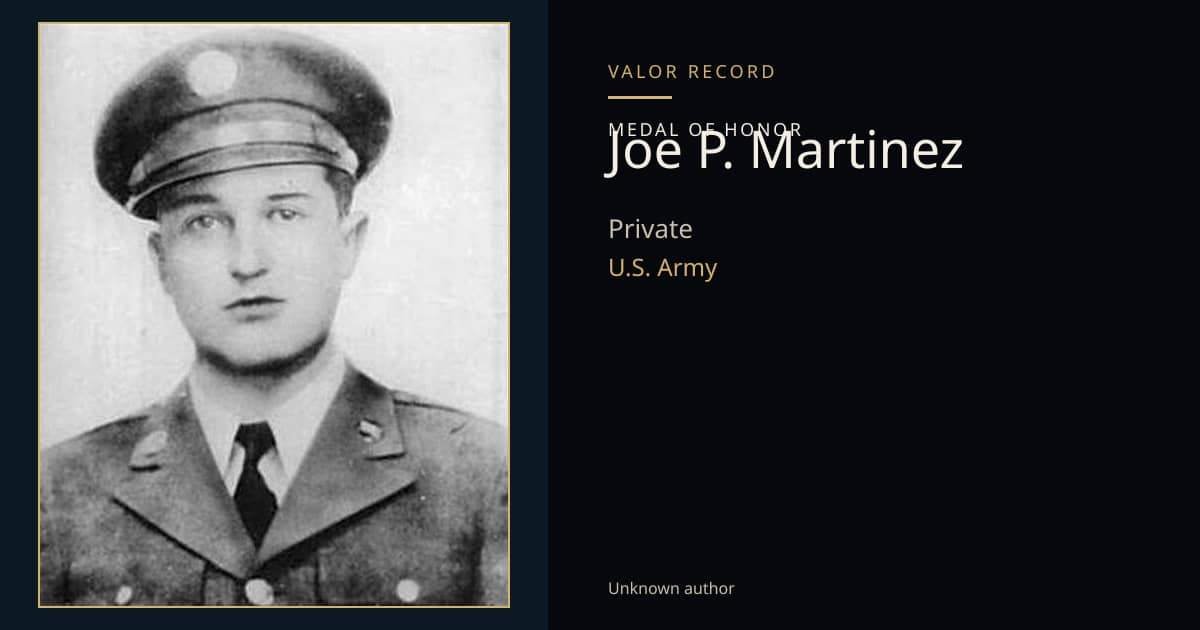 VALOR RECORD
MEDAL OF HONOR
Joe P. Martinez
Private
U.S. Army
Unknown author